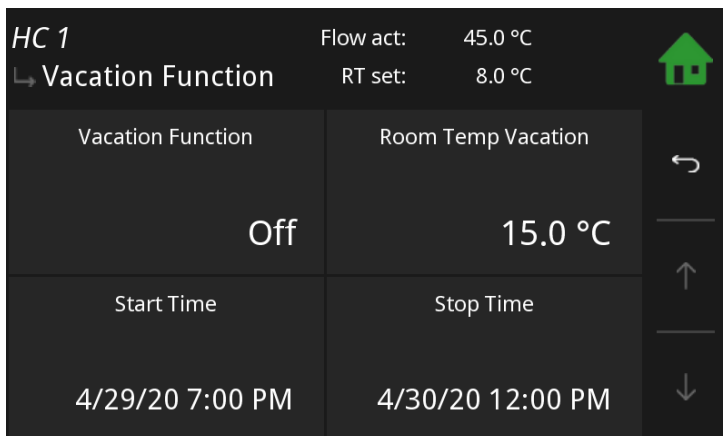 HC 1 Flow act: 45.0 °C
Vacation Function RT set: 8.0 °C
Vacation Function Room Temp Vacation
Off 15.0 °C
Start Time Stop Time
4/29/20 7:00 PM 4/30/20 12:00 PM